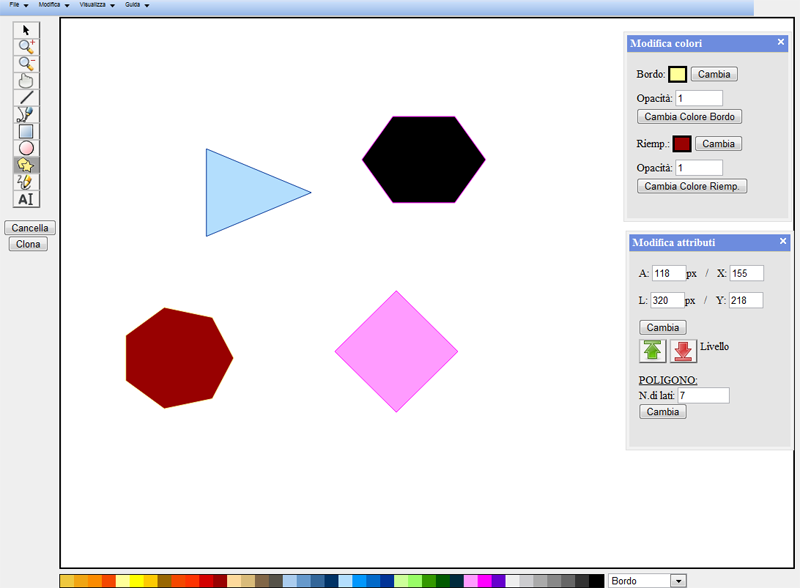 File Modifica Visualizza Guida
AI
Cancella
Clona
Modifica colori
Bordo: Cambia
Opacità: 1
Cambia Colore Bordo
Riemp.: Cambia
Opacità: 1
Cambia Colore Riemp.
Modifica attributi
A: 118 px / X: 155
L: 320 px / Y: 218
Cambia
Livello
POLIGONO:
N.di lati: 7
Cambia
Bordo